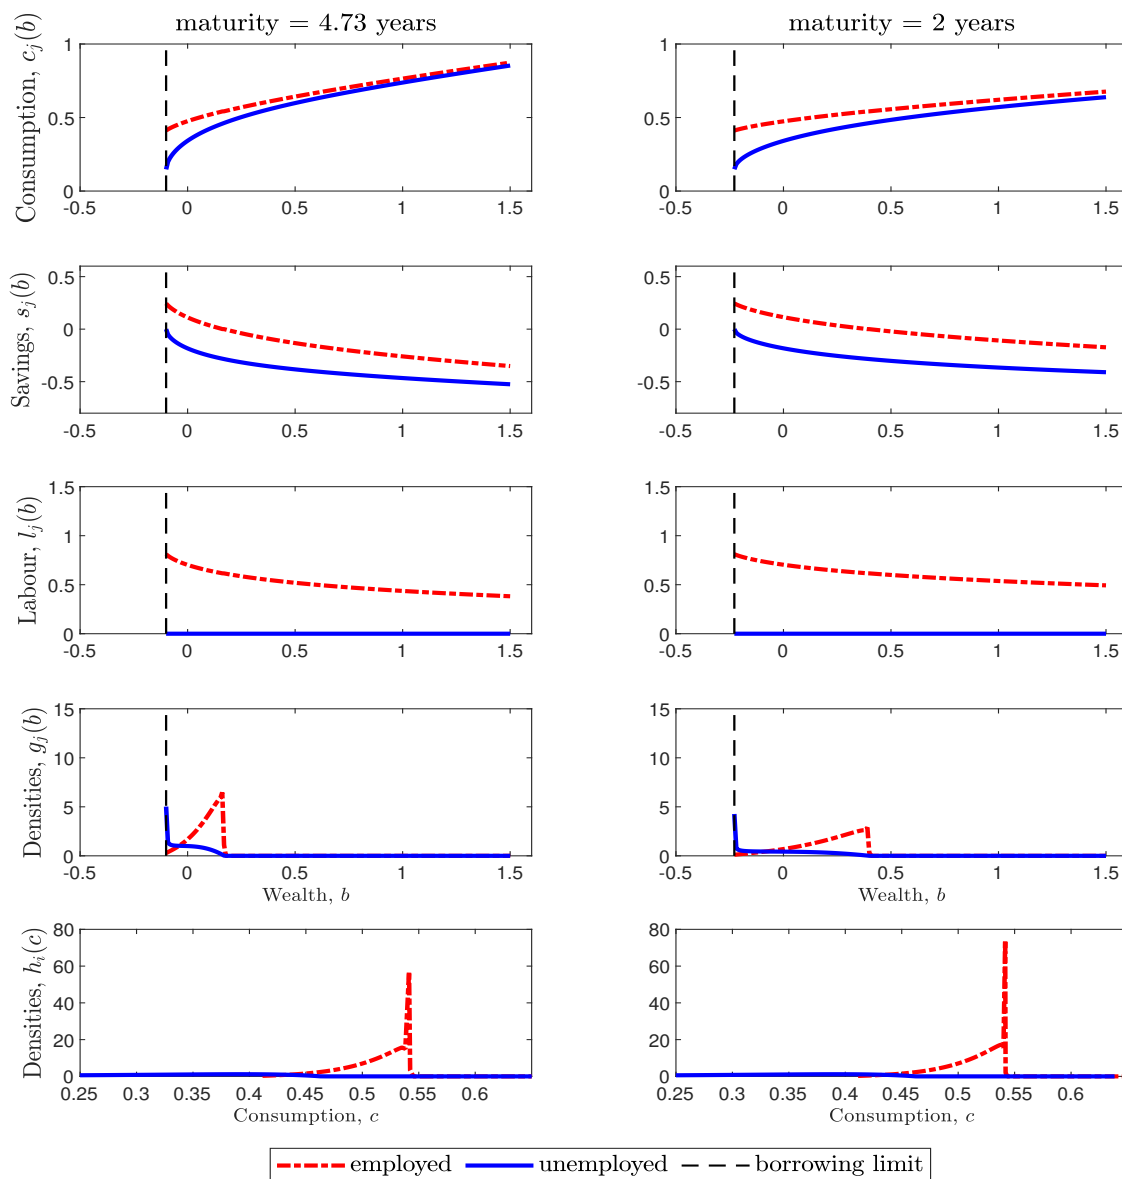 maturity = 4.73 years
maturity = 2 years
Consumption, c_j(b)
1
0.5
0
-0.5 0 0.5 1 1.5
1
0.5
0
-0.5 0 0.5 1 1.5
Savings, s_j(b)
0.5
0
-0.5
-0.5 0 0.5 1 1.5
0.5
0
-0.5
-0.5 0 0.5 1 1.5
Labour, l_j(b)
1.5
1
0.5
0
-0.5 0 0.5 1 1.5
1.5
1
0.5
0
-0.5 0 0.5 1 1.5
Densities, g_j(b)
15
10
5
0
-0.5 0 0.5 1 1.5
Wealth, b
15
10
5
0
-0.5 0 0.5 1 1.5
Wealth, b
Densities, h_i(c)
80
60
40
20
0
0.25 0.3 0.35 0.4 0.45 0.5 0.55 0.6
Consumption, c
80
60
40
20
0
0.25 0.3 0.35 0.4 0.45 0.5 0.55 0.6
Consumption, c
employed unemployed borrowing limit